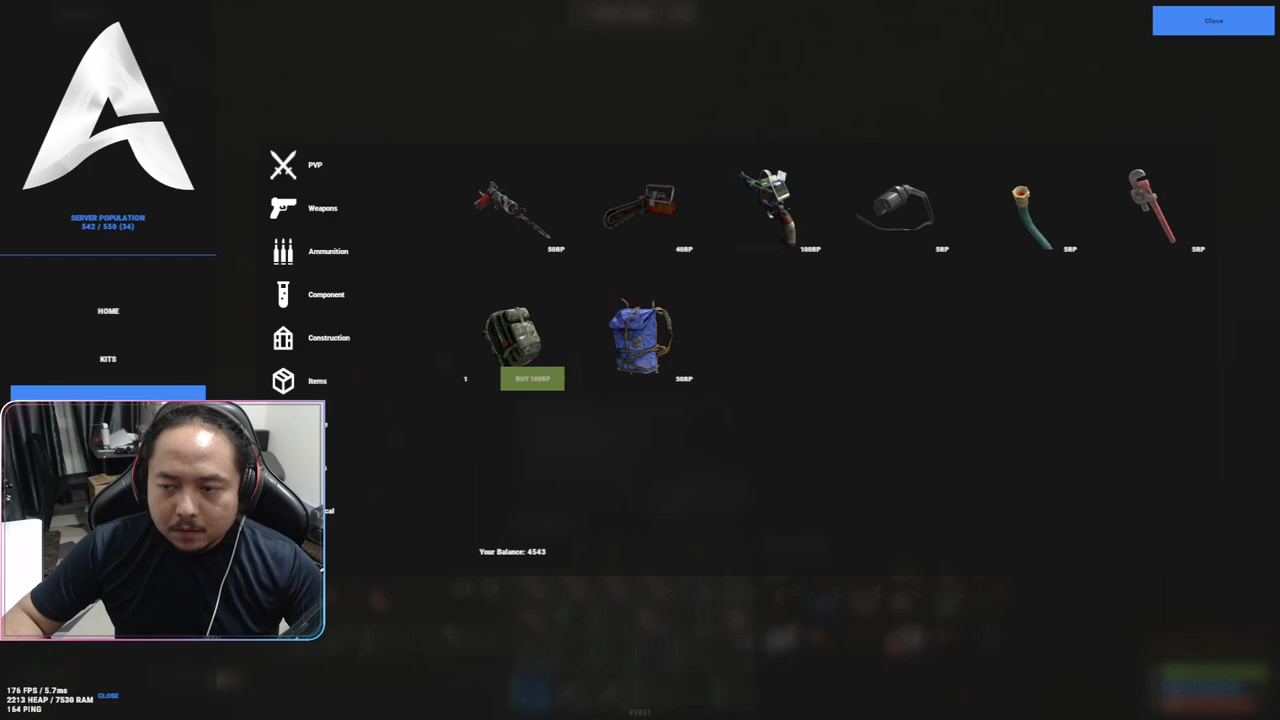 Close
SERVER POPULATION
542 / 550 (34)
HOME
KITS
PVP
Weapons
Ammunition
Component
Construction
Items
50RP
40RP
100RP
5RP
5RP
5RP
1
BUY 100RP
50RP
Your Balance: 4543
176 FPS / 5.7ms
2213 HEAP / 7530 RAM
164 PING
CLOSE